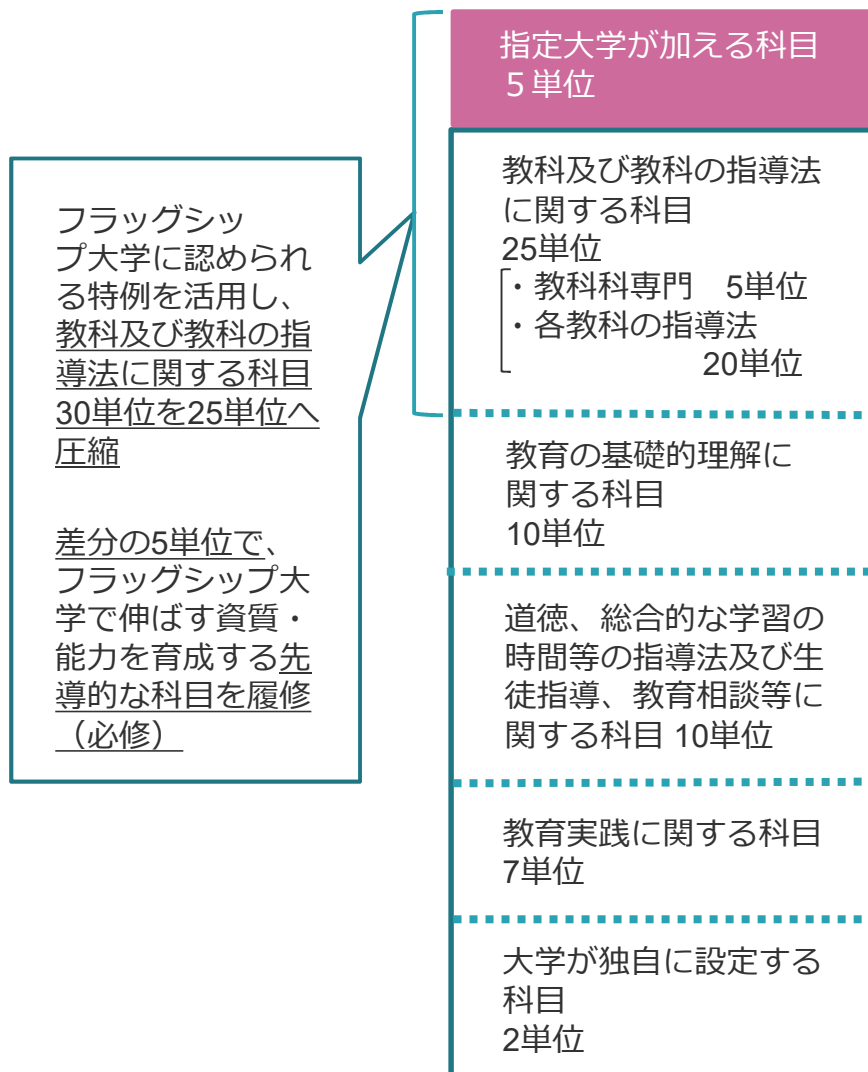 指定大学が加える科目
５単位
フラッグシッ
プ大学に認められ
る特例を活用し、
教科及び教科の指
導法に関する科目
30単位を25単位へ
圧縮
差分の5単位で、
フラッグシップ大
学で伸ばす資質・
能力を育成する先
導的な科目を履修
（必修）
教科及び教科の指導法
に関する科目
25単位
・教科科専門　5単位
・各教科の指導法
20単位
教育の基礎的理解に
関する科目
10単位
道徳、総合的な学習の
時間等の指導法及び生
徒指導、教育相談等に
関する科目 10単位
教育実践に関する科目
7単位
大学が独自に設定する
科目
2単位